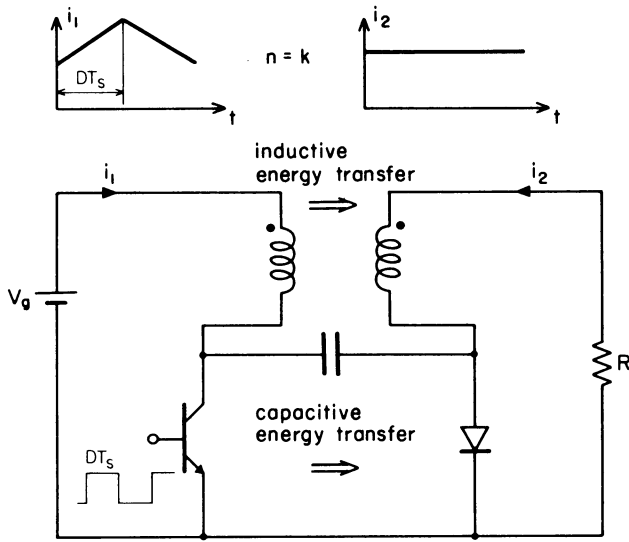 i₁
i₂
n = k
DTₛ
t
t
inductive
energy transfer
i₁
i₂
Vg
R
capacitive
energy transfer
DTₛ